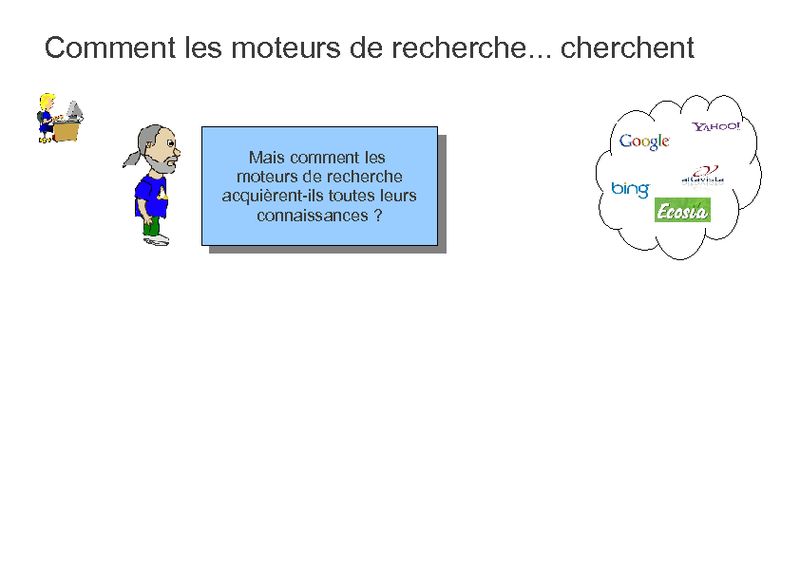 Comment les moteurs de recherche... cherchent
Mais comment les
moteurs de recherche
acquièrent-ils toutes leurs
connaissances ?
Google
YAHOO!
bing
altavista
Ecosia